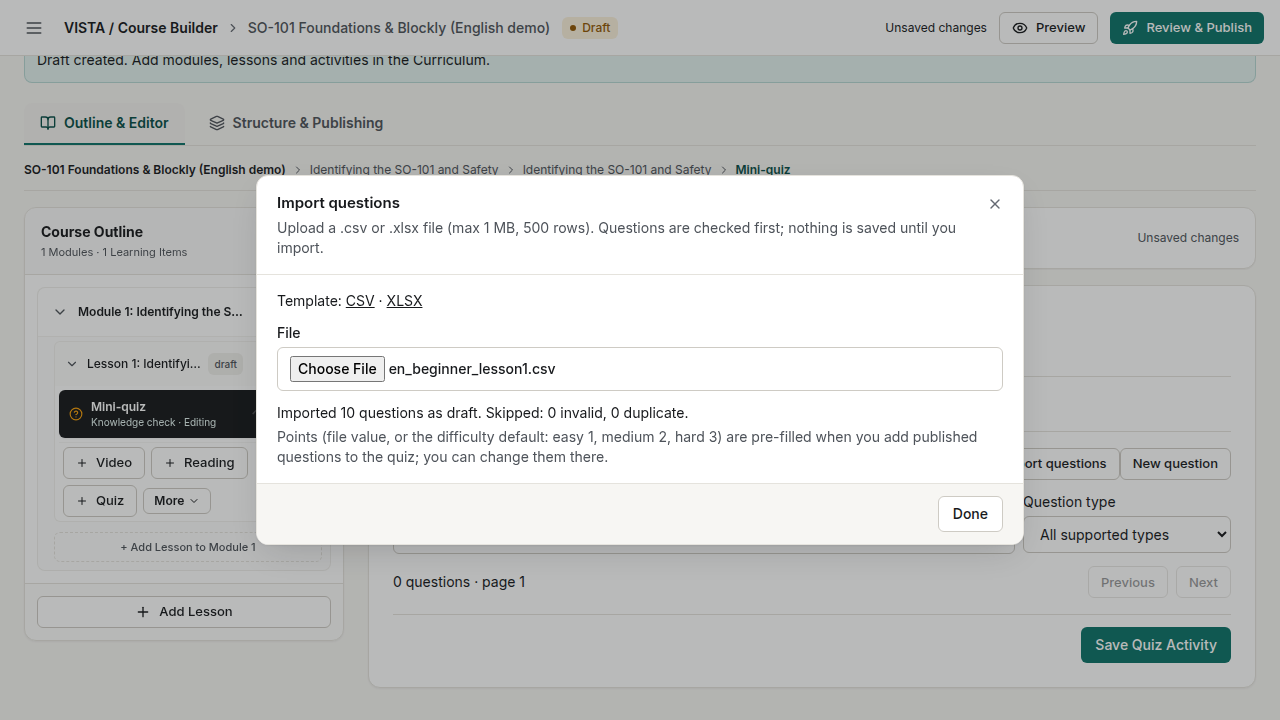 VISTA / Course Builder > SO-101 Foundations & Blockly (English demo) Draft Unsaved changes Preview Review & Publish
Draft created. Add modules, lessons and activities in the Curriculum.
Outline & Editor Structure & Publishing
SO-101 Foundations & Blockly (English demo) > Identifying the SO-101 and Safety > Identifying the SO-101 and Safety > Mini-quiz
Import questions
Upload a .csv or .xlsx file (max 1 MB, 500 rows). Questions are checked first; nothing is saved until you
import.
Template: CSV · XLSX
File
Choose File en_beginner_lesson1.csv
Imported 10 questions as draft. Skipped: 0 invalid, 0 duplicate.
Points (file value, or the difficulty default: easy 1, medium 2, hard 3) are pre-filled when you add published
questions to the quiz; you can change them there.
Done
Course Outline
1 Modules · 1 Learning Items
Module 1: Identifying the S...
Lesson 1: Identifyi... draft
Mini-quiz
Knowledge check · Editing
+ Video + Reading
+ Quiz More
+ Add Lesson to Module 1
+ Add Lesson
Unsaved changes
questions New question
Question type
All supported types
0 questions · page 1 Previous Next
Save Quiz Activity